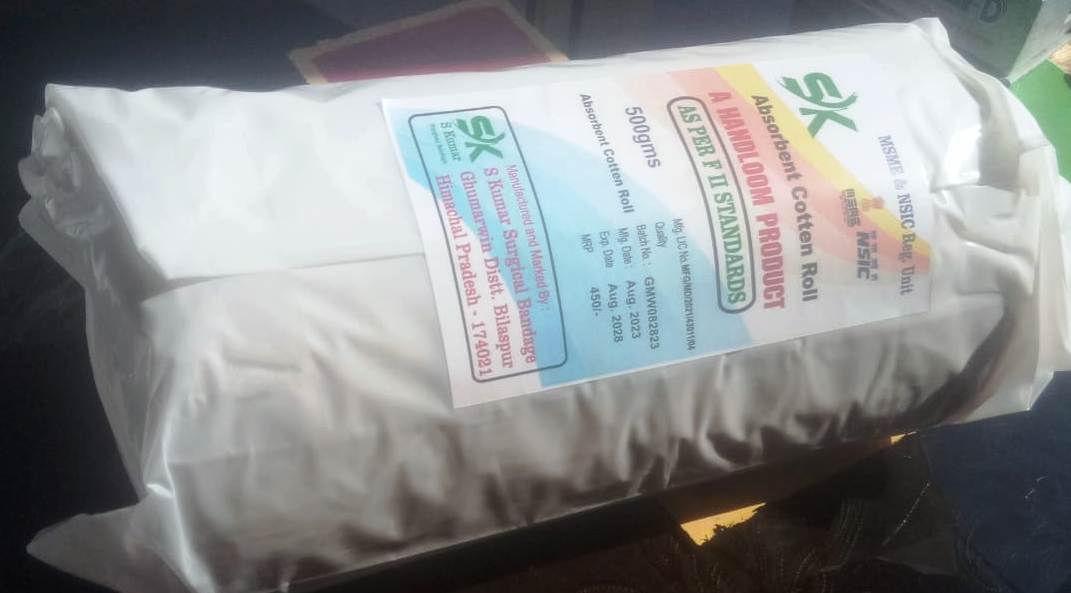 MSME & NSIC Reg. Unit
SK
NSIC
Absorbent Cotten Roll
A HANDLOOM PRODUCT
AS PER F II STANDARDS
500gms
Mfg. LIC No.
Quality
Batch No.: GMW082823
Mfg. Date: Aug. 2023
Exp. Date Aug. 2028
MRP 450/-
Absorbent Cotten Roll
Manufactured and Marked By :
SK
S Kumar
S Kumar Surgical Bandage
Ghumarwin Distt. Bilaspur
Himachal Pradesh - 174021
-D